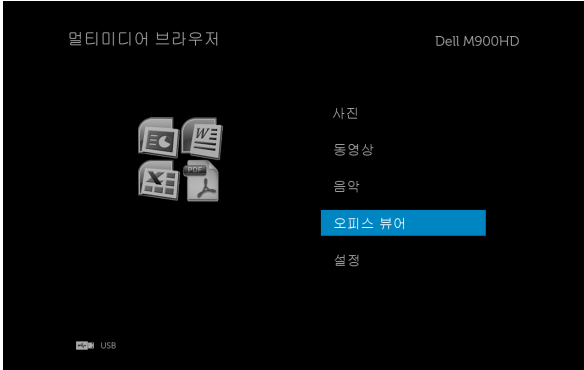 멀티미디어 브라우저
Dell M900HD
사진
동영상
음악
오피스 뷰어
설정
W
X
PDF
USB